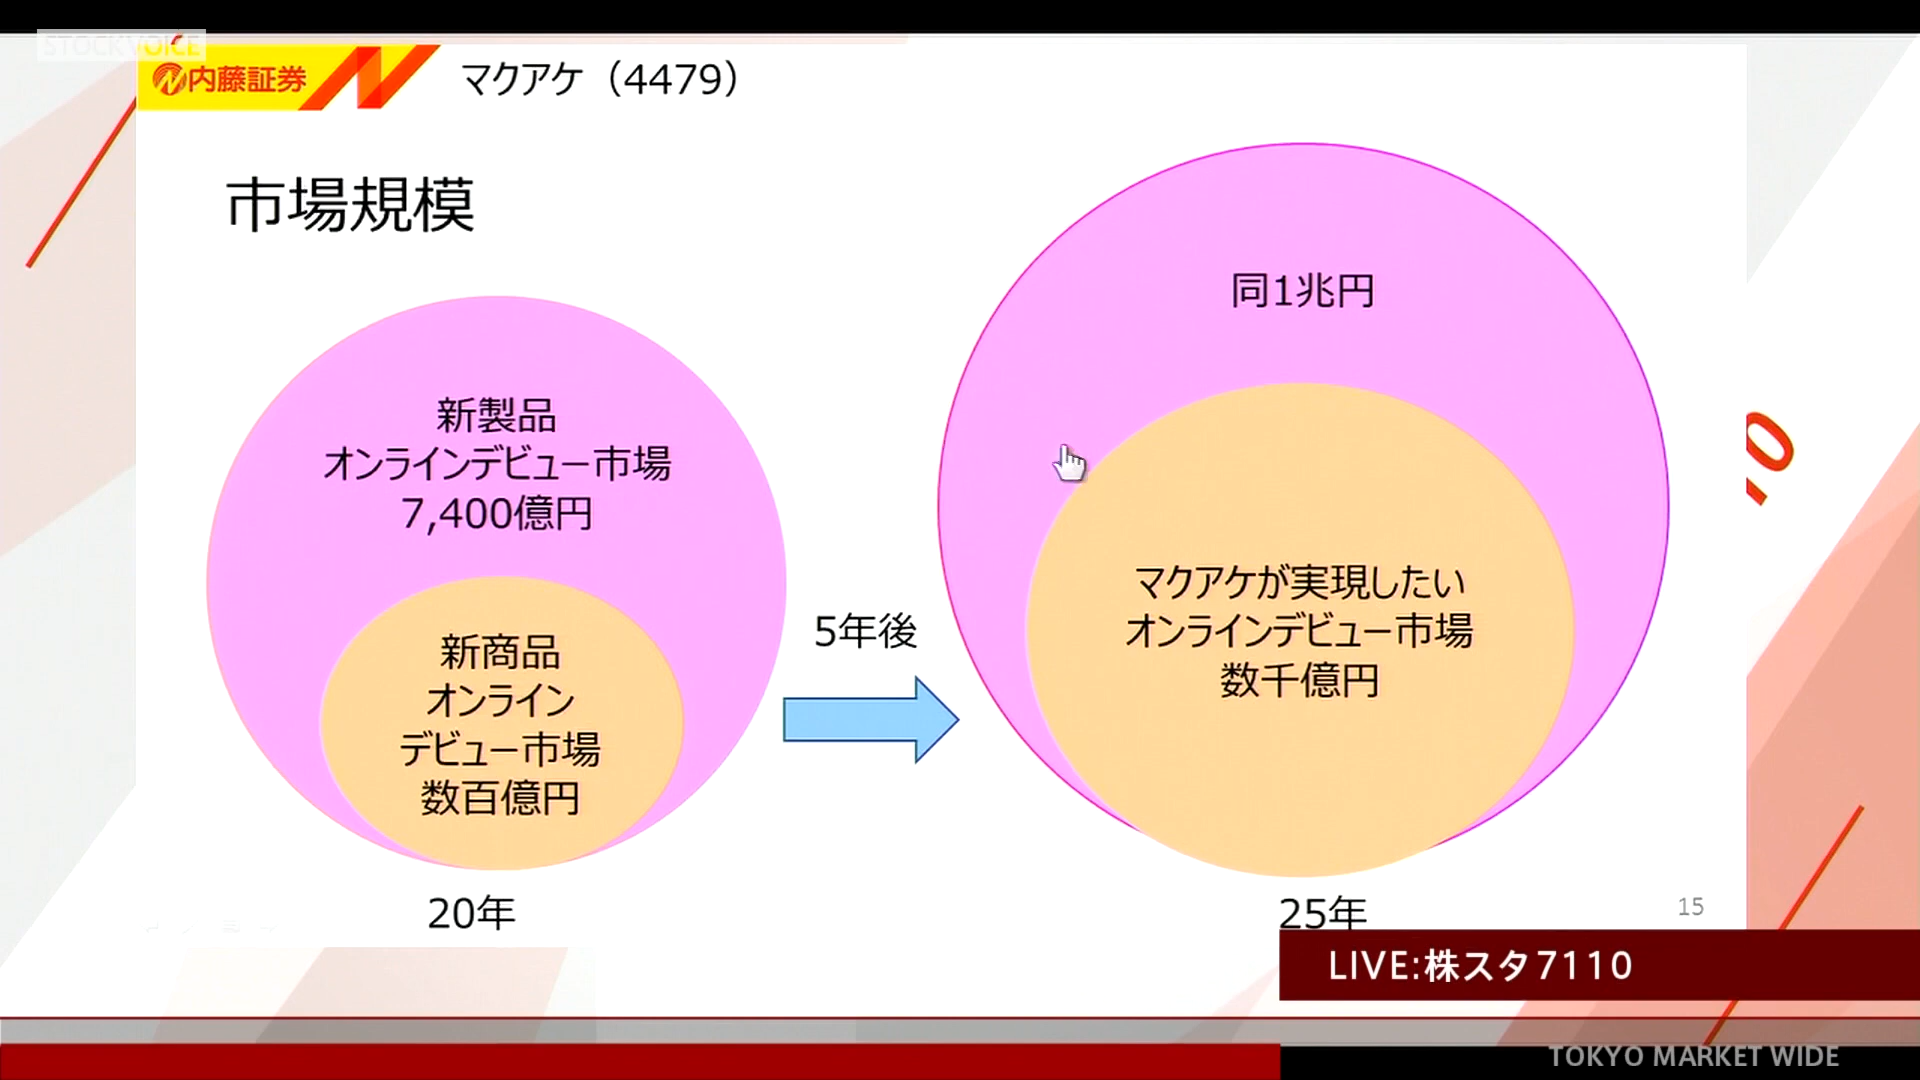 STOCKVOICE
内藤証券
マクアケ（4479）
市場規模
新製品
オンラインデビュー市場
7,400億円
新商品
オンライン
デビュー市場
数百億円
20年
5年後
同1兆円
マクアケが実現したい
オンラインデビュー市場
数千億円
25年
15
10
LIVE:株スタ7110
TOKYO MARKET WIDE